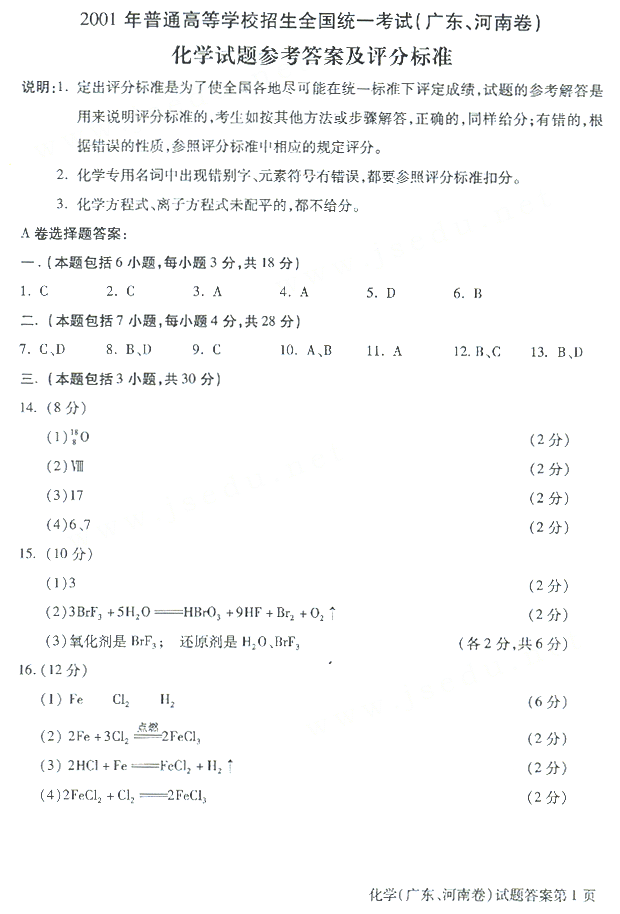 2001 年普通高等学校招生全国统一考试(广东、河南卷)
化学试题参考答案及评分标准
说明:1. 定出评分标准是为了使全国各地尽可能在统一标准下评定成绩,试题的参考解答是
用来说明评分标准的,考生如按其他方法或步骤解答,正确的,同样给分;有错的,根
据错误的性质,参照评分标准中相应的规定评分。
2. 化学专用名词中出现错别字、元素符号有错误,都要参照评分标准扣分。
3. 化学方程式、离子方程式未配平的,都不给分。
A 卷选择题答案:
一.(本题包括 6 小题,每小题 3 分,共 18 分)
1. C 2. C 3. A 4. A 5. D 6. B
二.(本题包括 7 小题,每小题 4 分,共 28 分)
7. C、D 8. B、D 9. C 10. A、B 11. A 12. B、C 13. B、D
三.(本题包括 3 小题,共 30 分)
14. (8 分)
(1) ¹⁸₈O (2 分)
(2) Ⅷ (2 分)
(3) 17 (2 分)
(4) 6、7 (2 分)
15. (10 分)
(1) 3 (2 分)
(2) 3BrF₃ + 5H₂O ══ HBrO₃ + 9HF + Br₂ + O₂↑ (2 分)
(3) 氧化剂是 BrF₃; 还原剂是 H₂O、BrF₃ (各 2 分,共 6 分)
16. (12 分)
(1) Fe Cl₂ H₂ (6 分)
(2) 2Fe + 3Cl₂ ══点燃══ 2FeCl₃ (2 分)
(3) 2HCl + Fe ══ FeCl₂ + H₂↑ (2 分)
(4) 2FeCl₂ + Cl₂ ══ 2FeCl₃ (2 分)
化学(广东、河南卷)试题答案第 1 页